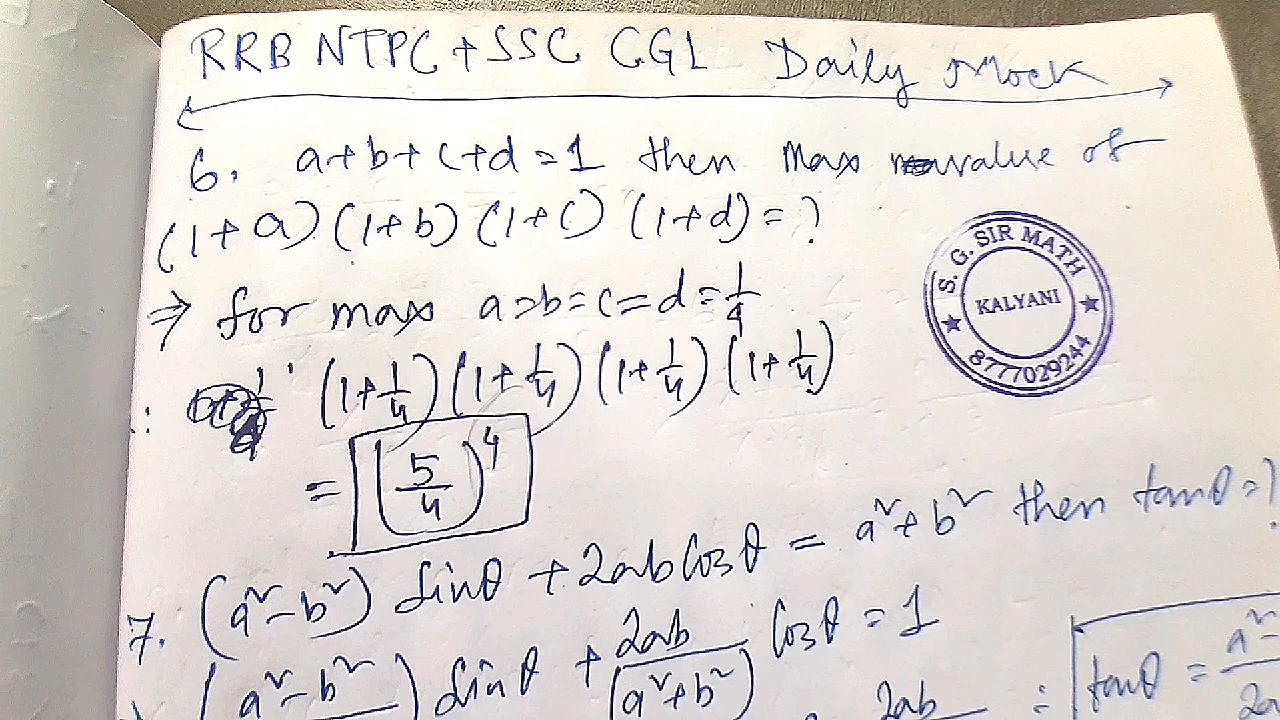 RRB NTPC + SSC CGL Daily Mock
6. a+b+c+d=1 then Max value of
(1+a)(1+b)(1+c)(1+d)=?
⇒ for max a=b=c=d=1/4
∴ (1+1/4)(1+1/4)(1+1/4)(1+1/4)
= (5/4)^4
S. G. SIR MATH
KALYANI
8777029244
7. (a²-b²) sinθ + 2ab cosθ = a²+b² then tanθ=?
(a²-b² ) sinθ + 2ab/(a²+b²) cosθ = 1
2ab
tanθ = a²-/2a